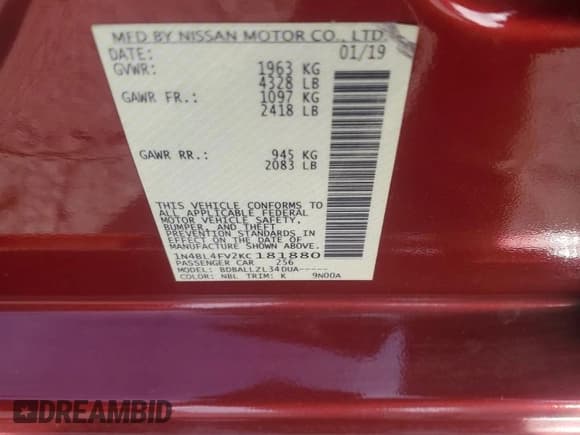 MFD BY NISSAN MOTOR CO., LTD.
DATE: 01/19
GVWR: 1963 KG
4328 LB
GAWR FR.: 1097 KG
2418 LB
GAWR RR.: 945 KG
2083 LB
THIS VEHICLE CONFORMS TO
ALL APPLICABLE FEDERAL
MOTOR VEHICLE SAFETY,
BUMPER, AND THEFT
PREVENTION STANDARDS IN
EFFECT ON THE DATE OF
MANUFACTURE SHOWN ABOVE.
1N4BL4FV2KC181880
PASSENGER CAR 256
MODEL: BDBALLZL34DUA-----
COLOR: NBL TRIM: K 9N00A
DREAMBID